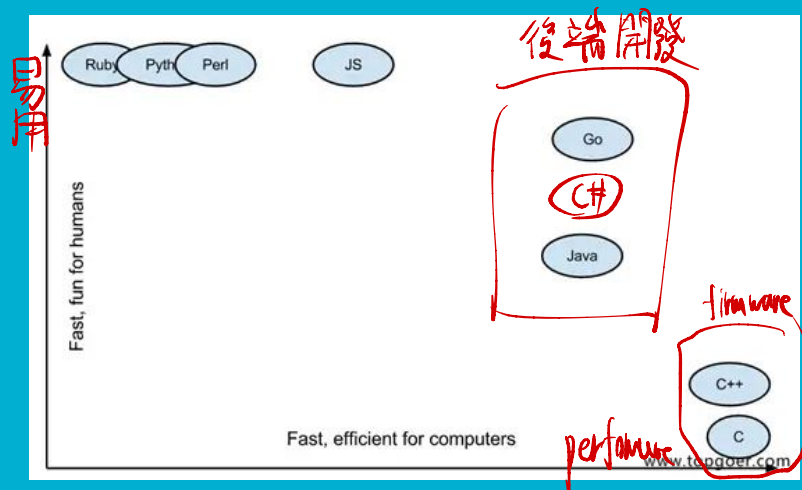 後端開發
易用
Ruby
Pyth
Perl
JS
Go
C#
Java
Fast, fun for humans
firmware
C++
C
Fast, efficient for computers
www.topgoer.com